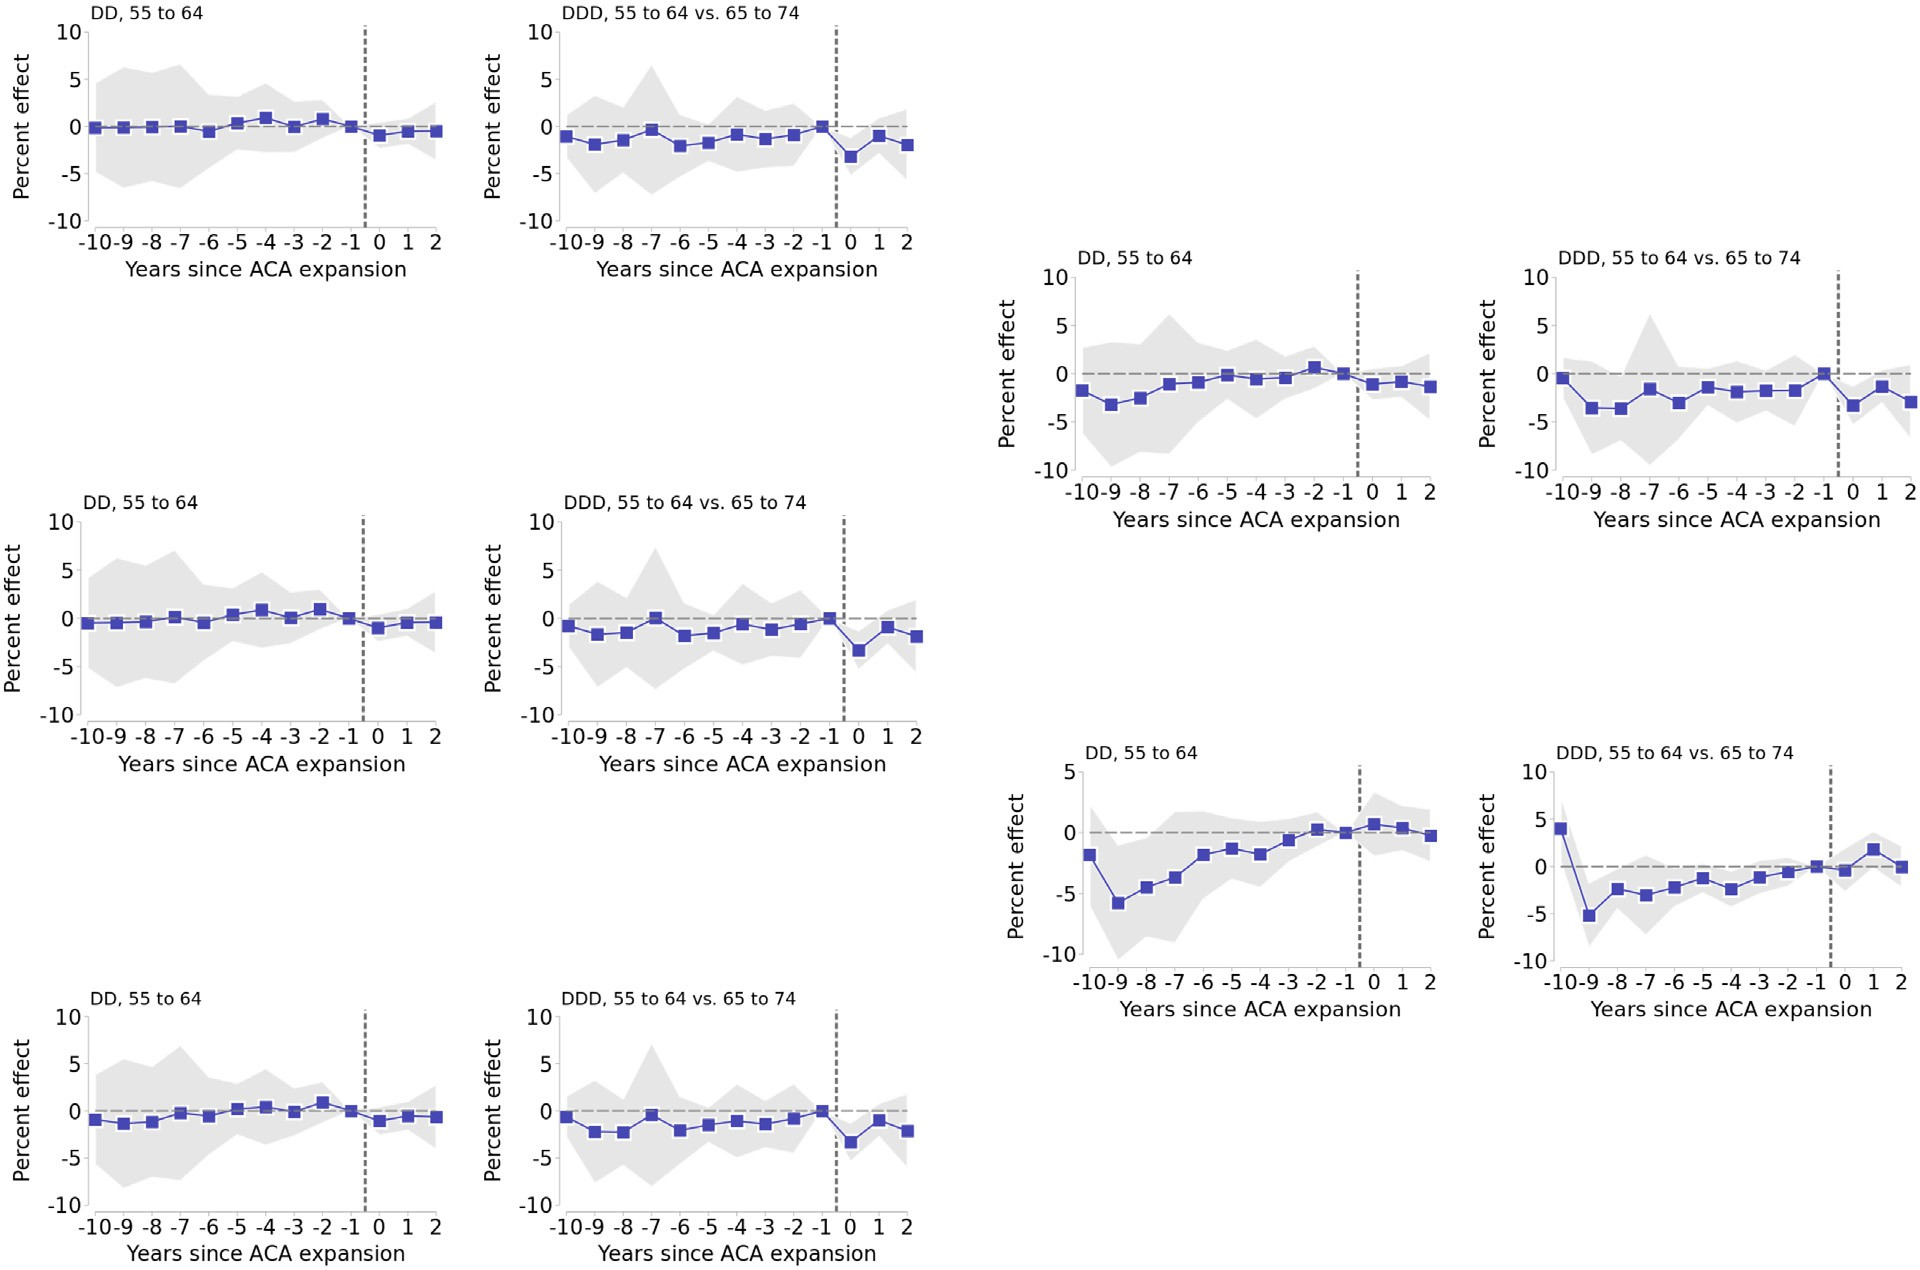 DD, 55 to 64
10
5
0
-5
-10
Percent effect
-10 -9 -8 -7 -6 -5 -4 -3 -2 -1 0 1 2
Years since ACA expansion
DDD, 55 to 64 vs. 65 to 74
10
5
0
-5
-10
Percent effect
-10 -9 -8 -7 -6 -5 -4 -3 -2 -1 0 1 2
Years since ACA expansion
DD, 55 to 64
10
5
0
-5
-10
Percent effect
-10 -9 -8 -7 -6 -5 -4 -3 -2 -1 0 1 2
Years since ACA expansion
DDD, 55 to 64 vs. 65 to 74
10
5
0
-5
-10
Percent effect
-10 -9 -8 -7 -6 -5 -4 -3 -2 -1 0 1 2
Years since ACA expansion
DD, 55 to 64
10
5
0
-5
-10
Percent effect
-10 -9 -8 -7 -6 -5 -4 -3 -2 -1 0 1 2
Years since ACA expansion
DDD, 55 to 64 vs. 65 to 74
10
5
0
-5
-10
Percent effect
-10 -9 -8 -7 -6 -5 -4 -3 -2 -1 0 1 2
Years since ACA expansion
DD, 55 to 64
5
0
-5
-10
Percent effect
-10 -9 -8 -7 -6 -5 -4 -3 -2 -1 0 1 2
Years since ACA expansion
DDD, 55 to 64 vs. 65 to 74
10
5
0
-5
-10
Percent effect
-10 -9 -8 -7 -6 -5 -4 -3 -2 -1 0 1 2
Years since ACA expansion
DD, 55 to 64
10
5
0
-5
-10
Percent effect
-10 -9 -8 -7 -6 -5 -4 -3 -2 -1 0 1 2
Years since ACA expansion
DDD, 55 to 64 vs. 65 to 74
10
5
0
-5
-10
Percent effect
-10 -9 -8 -7 -6 -5 -4 -3 -2 -1 0 1 2
Years since ACA expansion